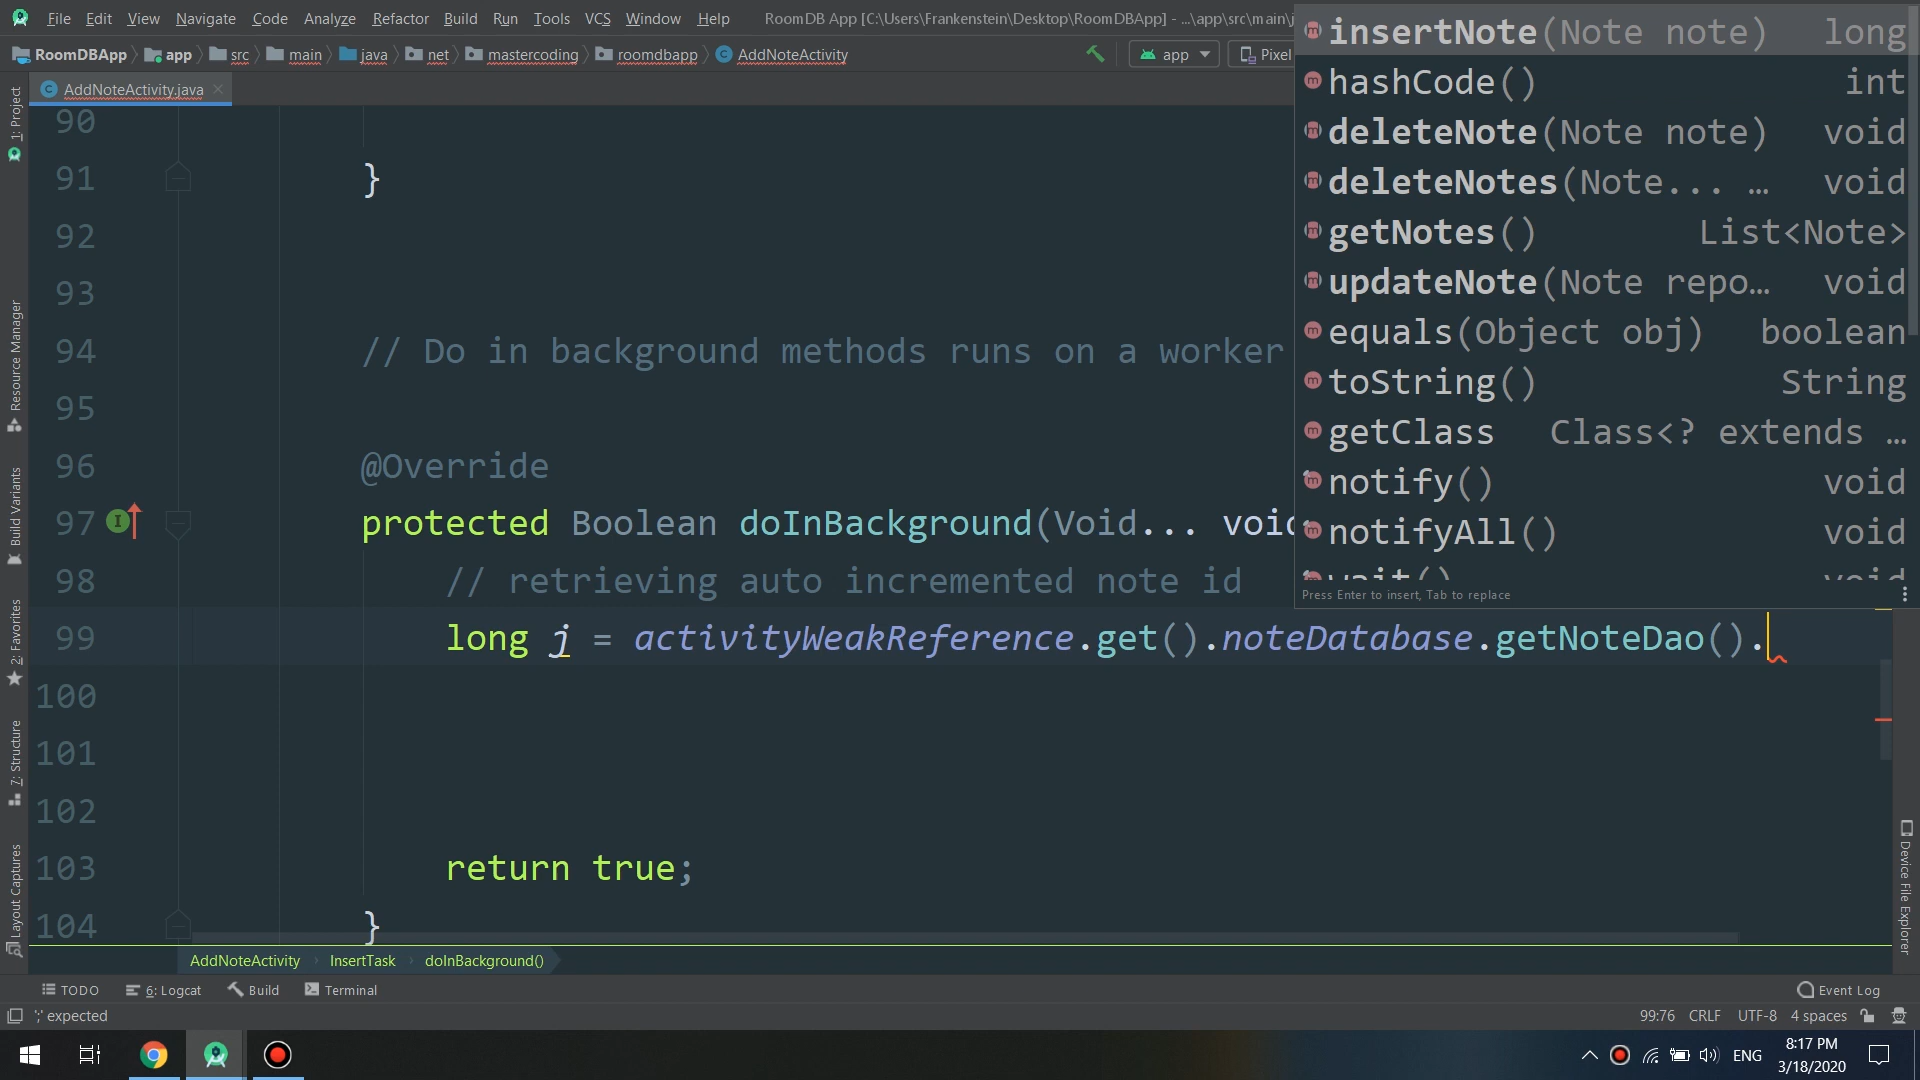 File Edit View Navigate Code Analyze Refactor Build Run Tools VCS Window Help RoomDB App [C:\Users\Frankenstein\Desktop\RoomDBApp] - ...\app\src\main\j
RoomDBApp app src main java net mastercoding roomdbapp AddNoteActivity app Pixel
AddNoteActivity.java
insertNote(Note note) long
hashCode() int
deleteNote(Note note) void
deleteNotes(Note... … void
getNotes() List<Note>
updateNote(Note repo… void
equals(Object obj) boolean
toString() String
getClass Class<? extends …
notify() void
notifyAll() void
wait() void
Press Enter to insert, Tab to replace
1: Project
Resource Manager
Build Variants
2: Favorites
7: Structure
Layout Captures
Device File Explorer
90
91 }
92
93
94 // Do in background methods runs on a worker
95
96 @Override
97 protected Boolean doInBackground(Void... void
98 // retrieving auto incremented note id
99 long j = activityWeakReference.get().noteDatabase.getNoteDao().
100
101
102
103 return true;
104 }
AddNoteActivity InsertTask doInBackground()
TODO 6: Logcat Build Terminal Event Log
';' expected 99:76 CRLF UTF-8 4 spaces
ENG 8:17 PM
3/18/2020